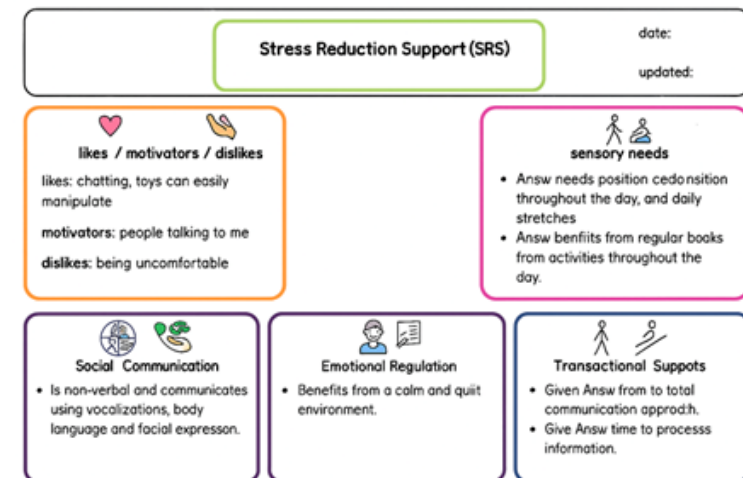 Stress Reduction Support (SRS)
date:
updated:
likes / motivators / dislikes
likes: chatting, toys can easily
manipulate
motivators: people talking to me
dislikes: being uncomfortable
sensory needs
• Answ needs position cedonsition
throughout the day, and daily
stretches
• Answ benfiits from regular books
from activities throughout the
day.
Social Communication
• Is non-verbal and communicates
using vocalizations, body
language and facial expresson.
Emotional Regulation
• Benefits from a calm and quiit
environment.
Transactional Suppots
• Given Answ from to total
communication approd:h.
• Give Answ time to processs
information.